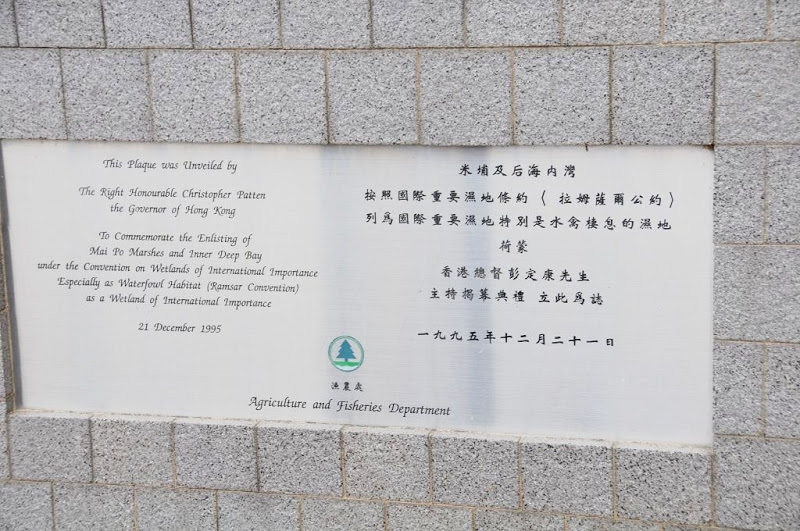 This Plaque was Unveiled by
The Right Honourable Christopher Patten
the Governor of Hong Kong
To Commemorate the Enlisting of
Mai Po Marshes and Inner Deep Bay
under the Convention on Wetlands of International Importance
Especially as Waterfowl Habitat (Ramsar Convention)
as a Wetland of International Importance
21 December 1995
米埔及后海內灣
按照國際重要濕地條約〈拉姆薩爾公約〉
列為國際重要濕地特別是水禽棲息的濕地
荷蒙
香港總督彭定康先生
主持揭幕典禮 立此為誌
一九九五年十二月二十一日
漁農處
Agriculture and Fisheries Department